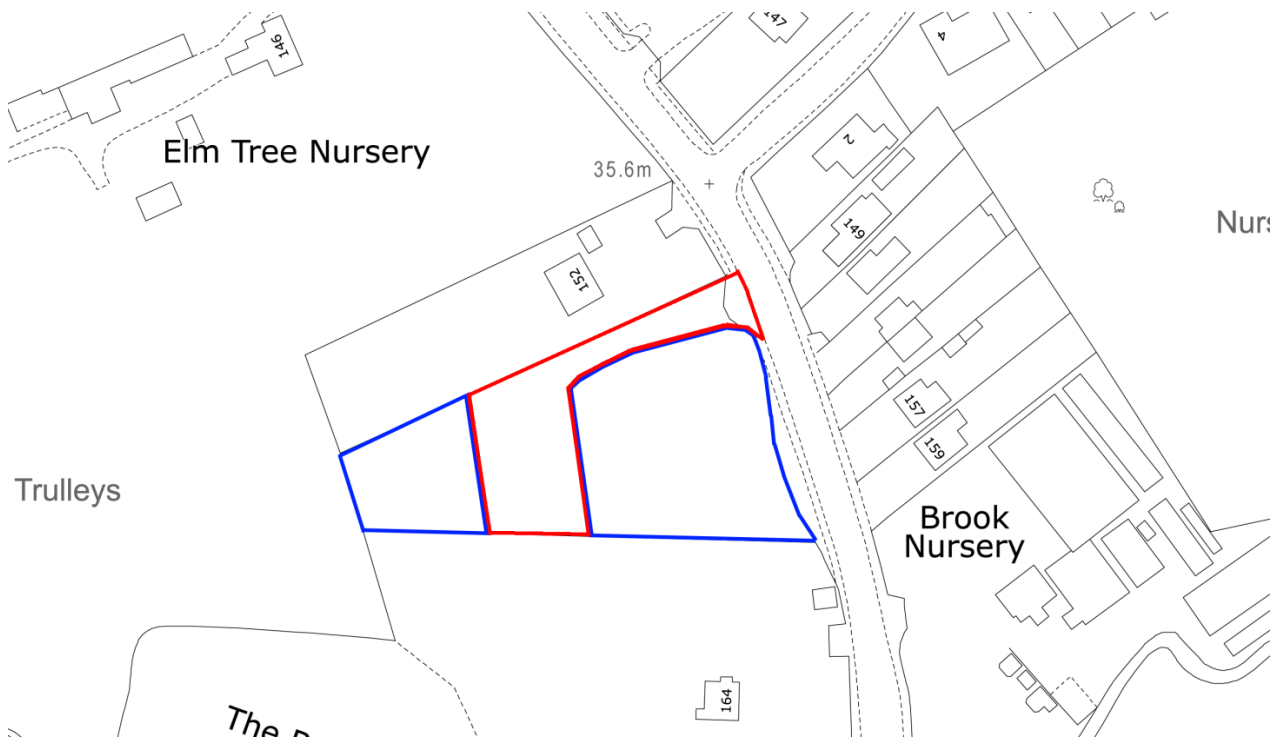 147
4
146
Elm Tree Nursery
2
35.6m
149
Nurs
152
157
159
Trulleys
Brook
Nursery
164
The